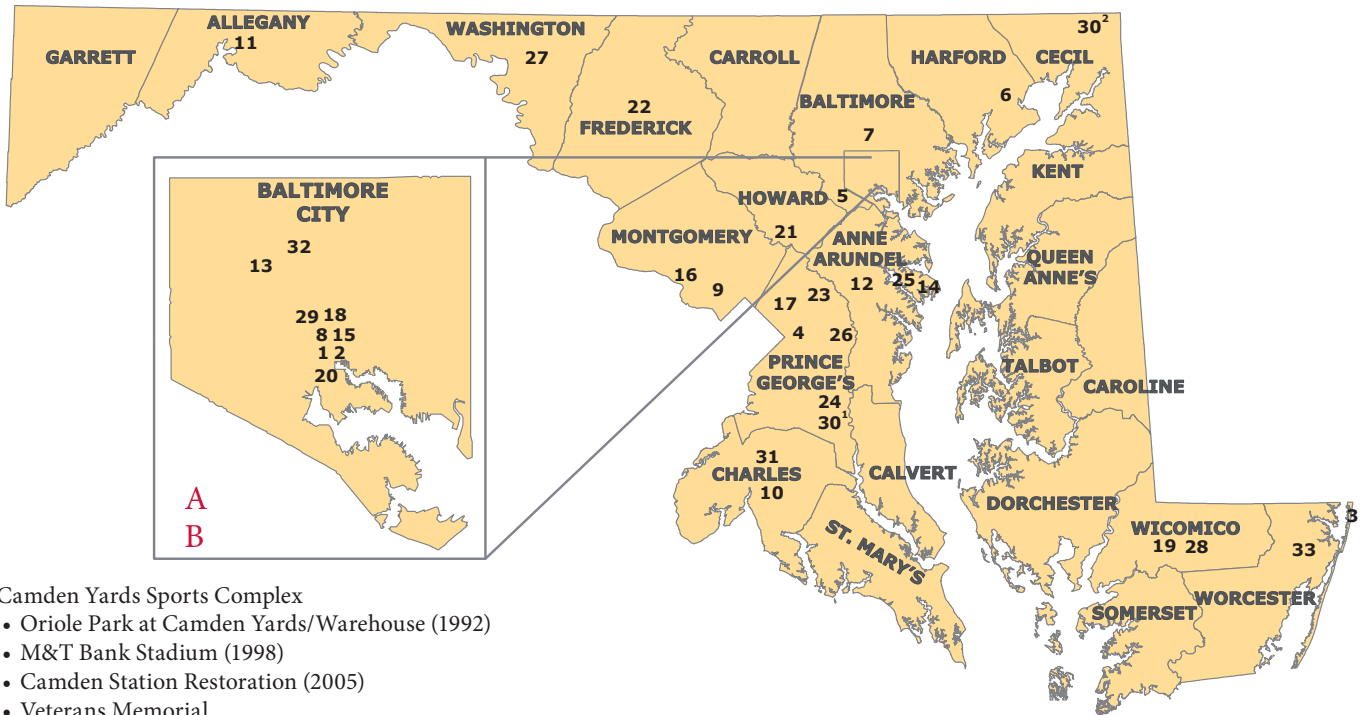 ALLEGANY
11
GARRETT
WASHINGTON
27
CARROLL
HARFORD
30²
CECIL
22
FREDERICK
BALTIMORE
7
6
KENT
BALTIMORE
CITY
32
13
29 18
8 15
1 2
20
A
B
HOWARD 5
21
MONTGOMERY
16
9
ANNE
ARUNDEL
12
25 14
QUEEN
ANNE'S
17 23
4 26
PRINCE
GEORGE'S
24
30¹
TALBOT
CAROLINE
31
CHARLES
10
CALVERT
ST. MARY'S
DORCHESTER
WICOMICO
19 28
33
3
SOMERSET
WORCESTER
Camden Yards Sports Complex
• Oriole Park at Camden Yards/Warehouse (1992)
• M&T Bank Stadium (1998)
• Camden Station Restoration (2005)
• Veterans Memorial